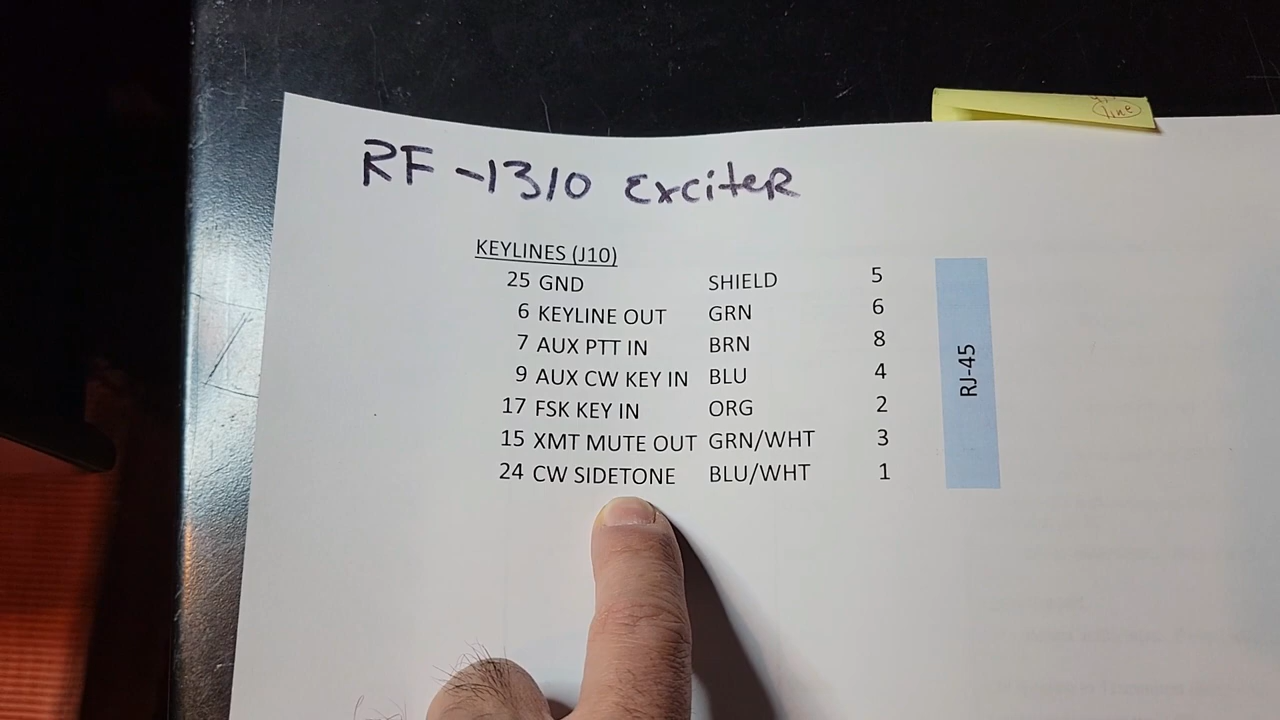 line
RF-1310 Exciter
KEYLINES (J10)
25 GND SHIELD 5
6 KEYLINE OUT GRN 6
7 AUX PTT IN BRN 8
9 AUX CW KEY IN BLU 4
17 FSK KEY IN ORG 2
15 XMT MUTE OUT GRN/WHT 3
24 CW SIDETONE BLU/WHT 1
RJ-45